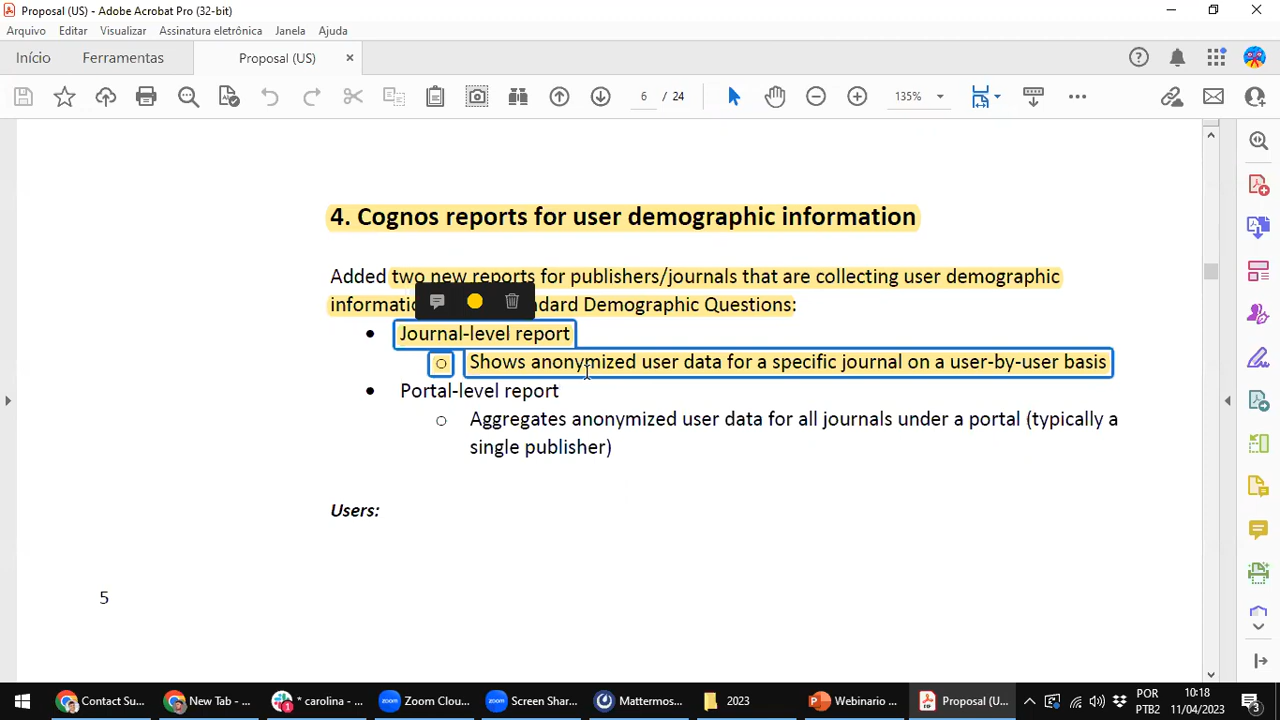 Proposal (US) - Adobe Acrobat Pro (32-bit)
Arquivo Editar Visualizar Assinatura eletrônica Janela Ajuda
Início Ferramentas Proposal (US) ×
6 / 24 135%
4. Cognos reports for user demographic information
Added two new reports for publishers/journals that are collecting user demographic
informati dard Demographic Questions:
• Journal-level report
○ Shows anonymized user data for a specific journal on a user-by-user basis
• Portal-level report
○ Aggregates anonymized user data for all journals under a portal (typically a
single publisher)
Users:
5
Contact Su... New Tab - ... * carolina - ... Zoom Clou... Screen Shar... Mattermos... 2023 Webinario ... Proposal (U... POR 10:18
PTB2 11/04/2023 3